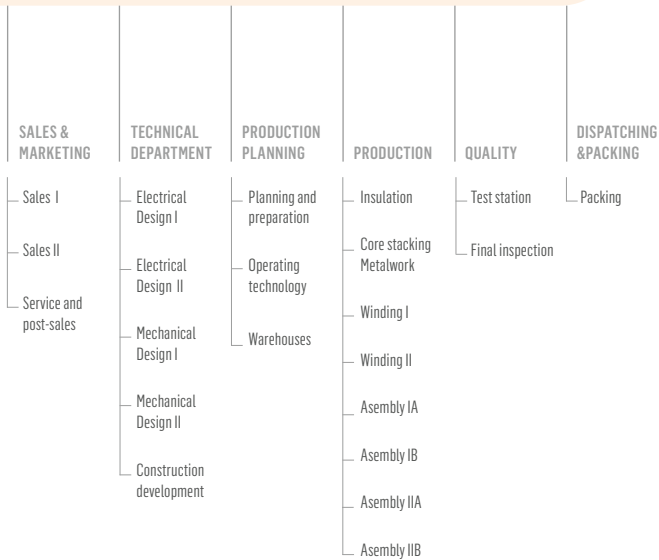 SALES &
MARKETING
Sales I
Sales II
Service and
post-sales
TECHNICAL
DEPARTMENT
Electrical
Design I
Electrical
Design II
Mechanical
Design I
Mechanical
Design II
Construction
development
PRODUCTION
PLANNING
Planning and
preparation
Operating
technology
Warehouses
PRODUCTION
Insulation
Core stacking
Metalwork
Winding I
Winding II
Asembly IA
Asembly IB
Asembly IIA
Asembly IIB
QUALITY
Test station
Final inspection
DISPATCHING
&PACKING
Packing